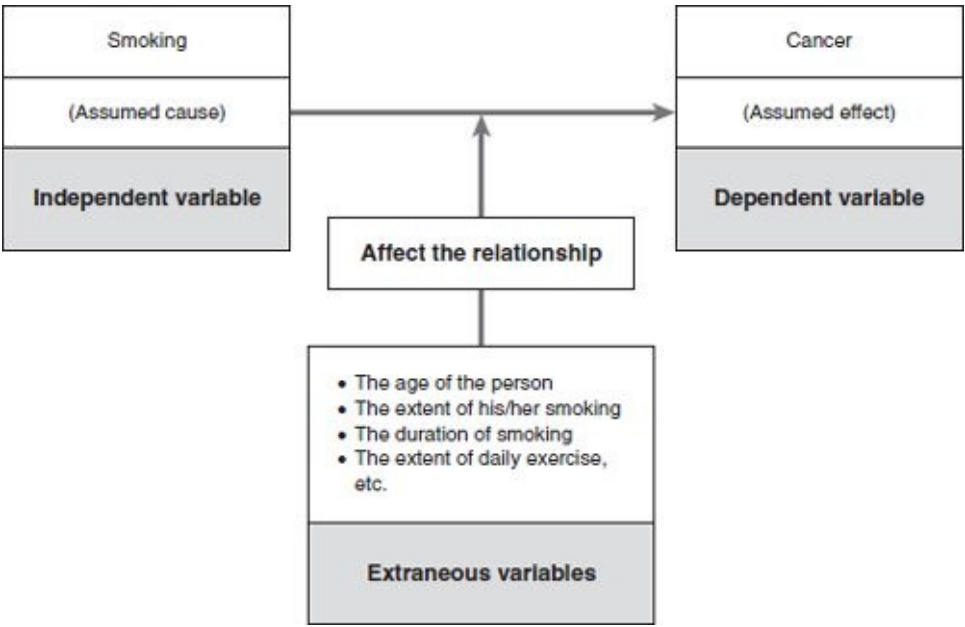 Smoking
(Assumed cause)
Independent variable
Cancer
(Assumed effect)
Dependent variable
Affect the relationship
• The age of the person
• The extent of his/her smoking
• The duration of smoking
• The extent of daily exercise,
etc.
Extraneous variables